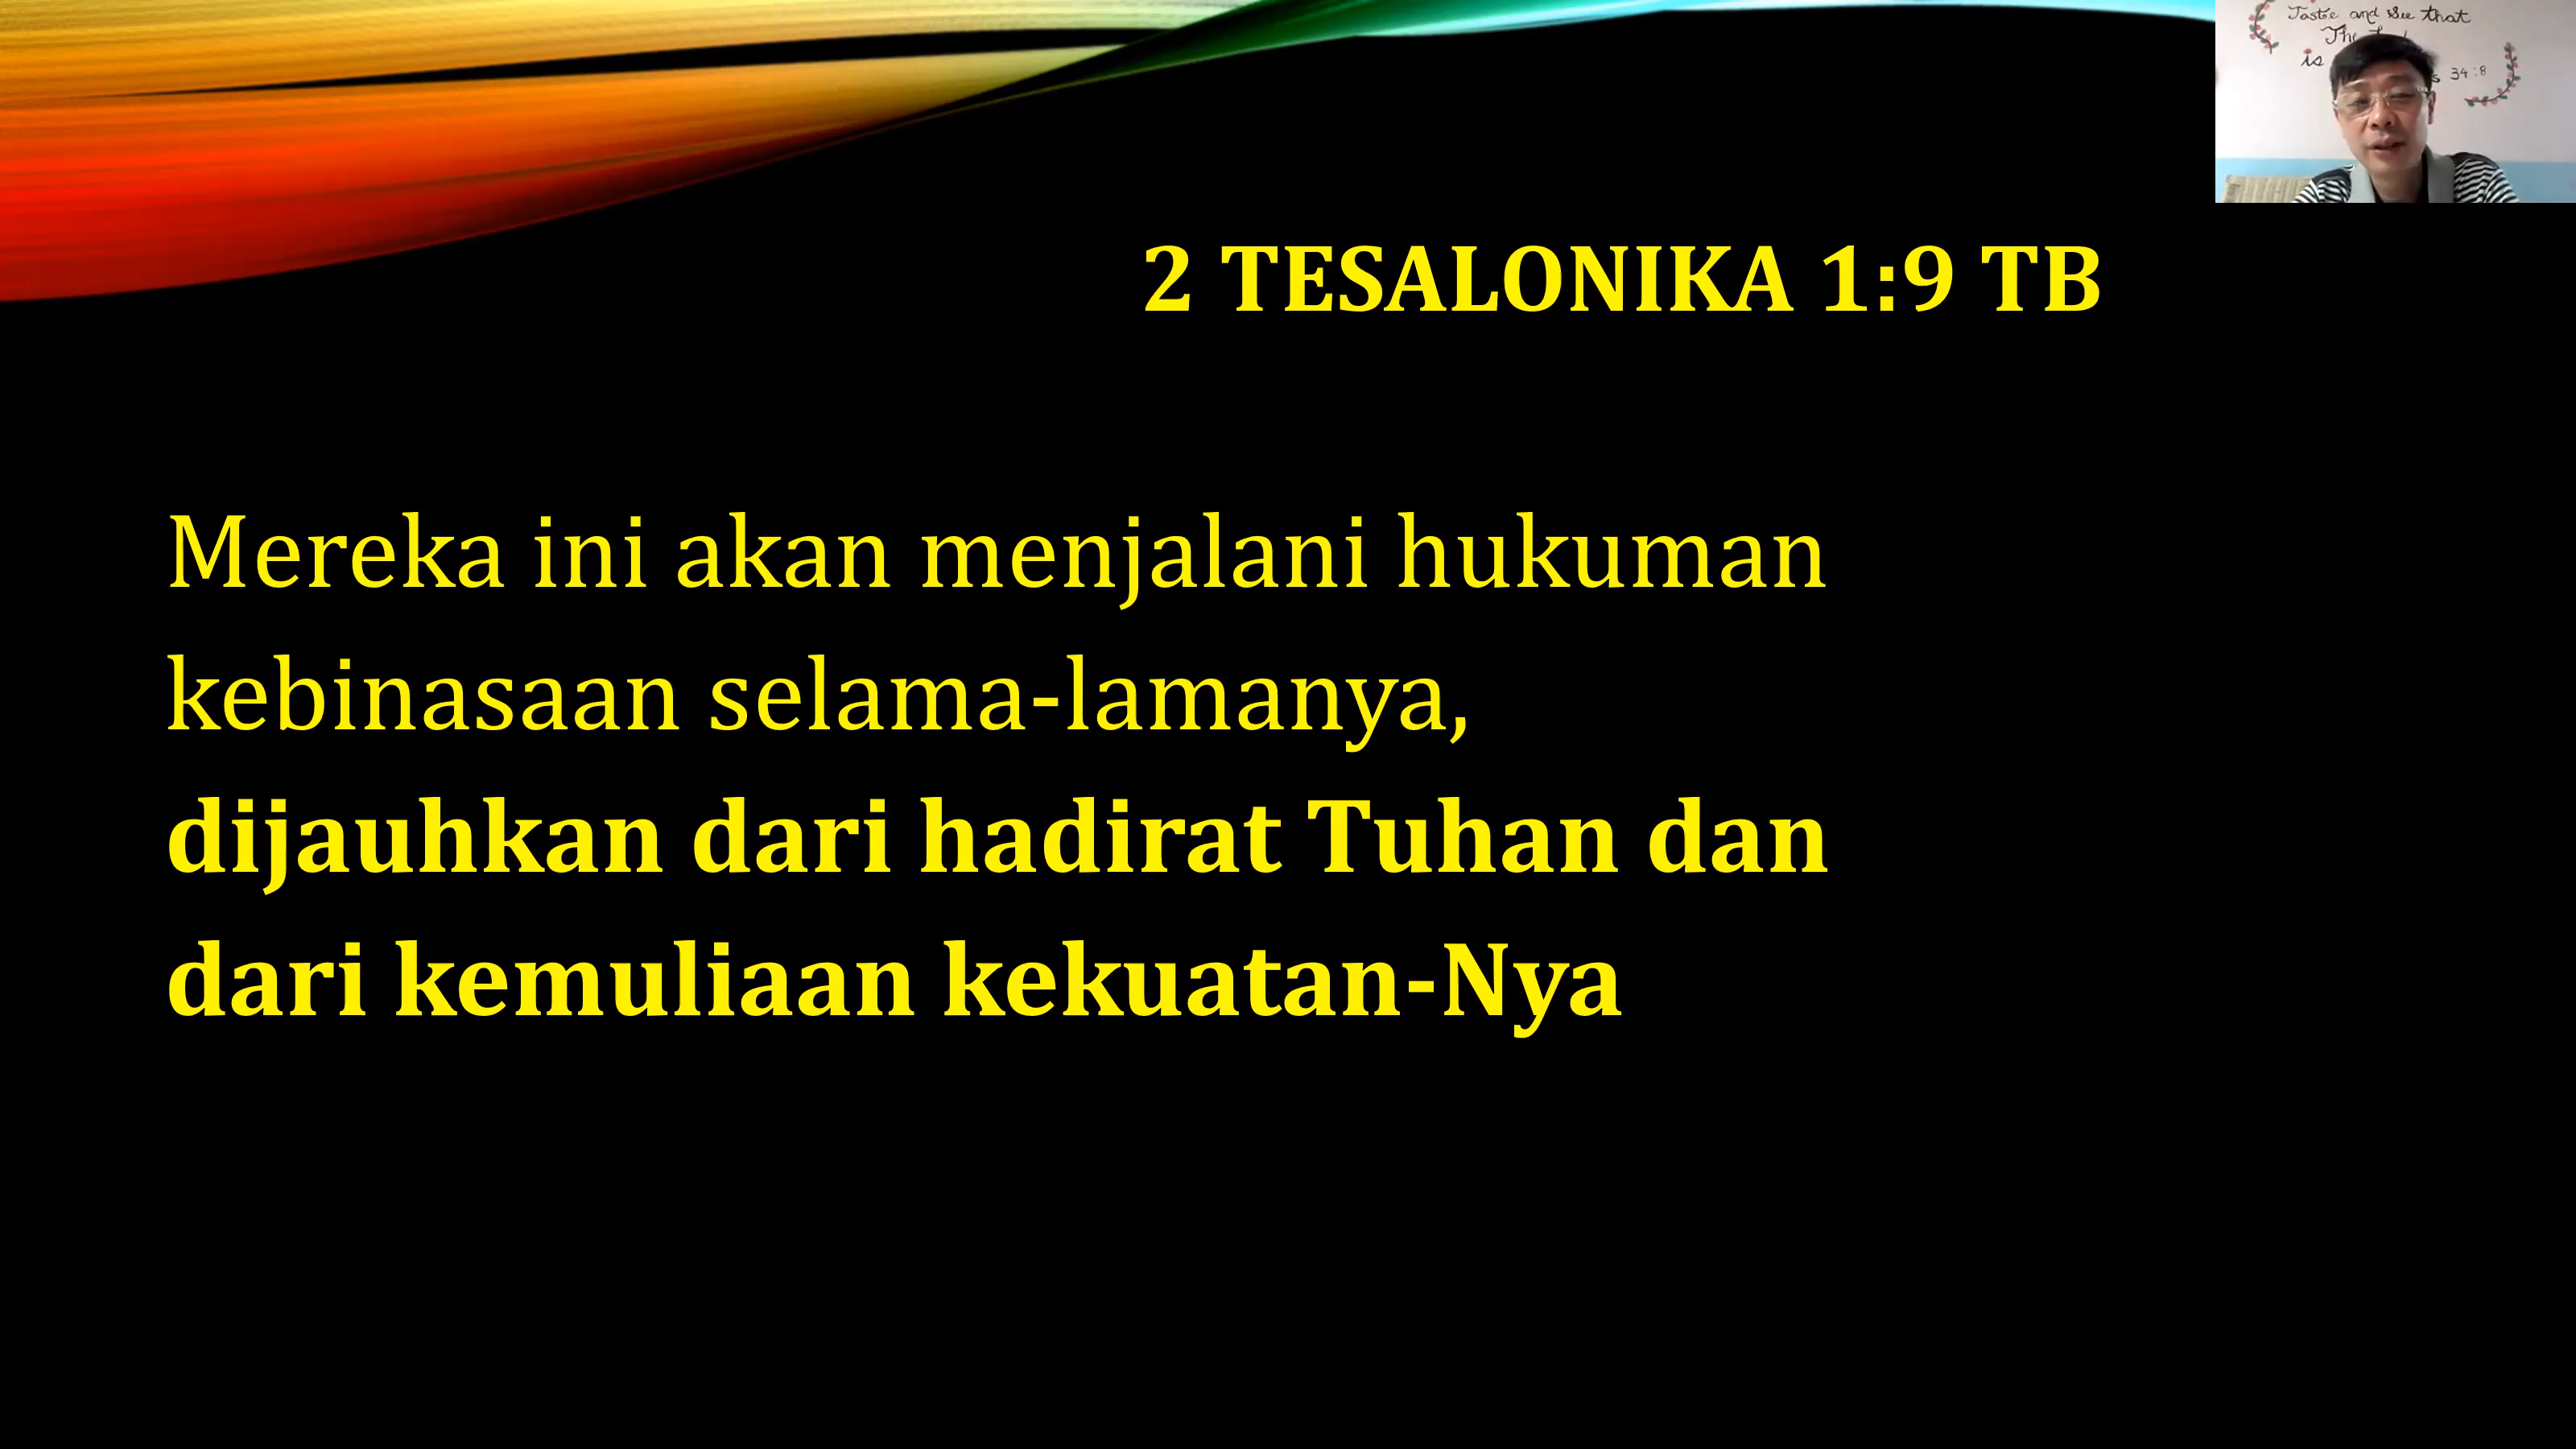 Taste and See that
The
is
34:8
2 TESALONIKA 1:9 TB
Mereka ini akan menjalani hukuman
kebinasaan selama-lamanya,
dijauhkan dari hadirat Tuhan dan
dari kemuliaan kekuatan-Nya